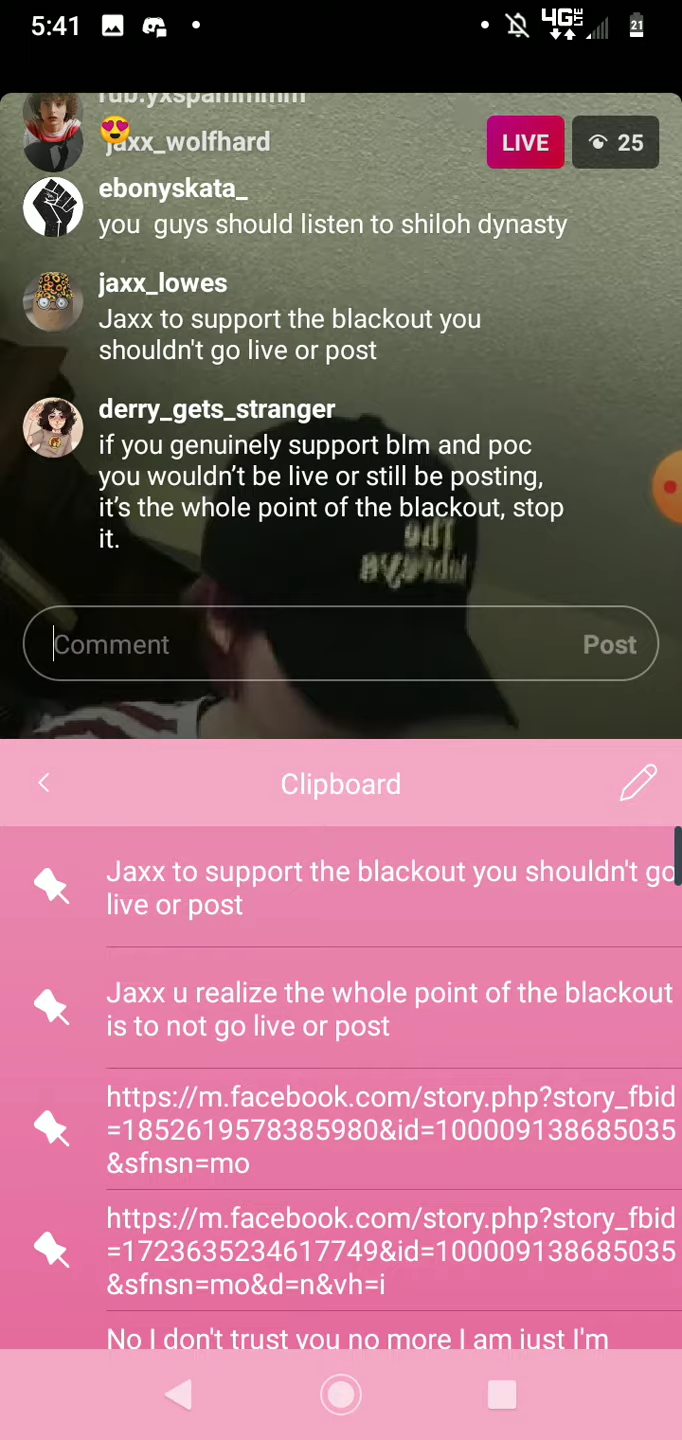 5:41
4G LTE
21
rub.yxspammmm
jaxx_wolfhard
LIVE
25
ebonyskata_
you  guys should listen to shiloh dynasty
jaxx_lowes
Jaxx to support the blackout you
shouldn't go live or post
derry_gets_stranger
if you genuinely support blm and poc
you wouldn’t be live or still be posting,
it’s the whole point of the blackout, stop
it.
Comment
Post
Clipboard
Jaxx to support the blackout you shouldn't go
live or post
Jaxx u realize the whole point of the blackout
is to not go live or post
https://m.facebook.com/story.php?story_fbid
=1852619578385980&id=100009138685035
&sfnsn=mo
https://m.facebook.com/story.php?story_fbid
=1723635234617749&id=100009138685035
&sfnsn=mo&d=n&vh=i
No I don't trust you no more I am just I'm